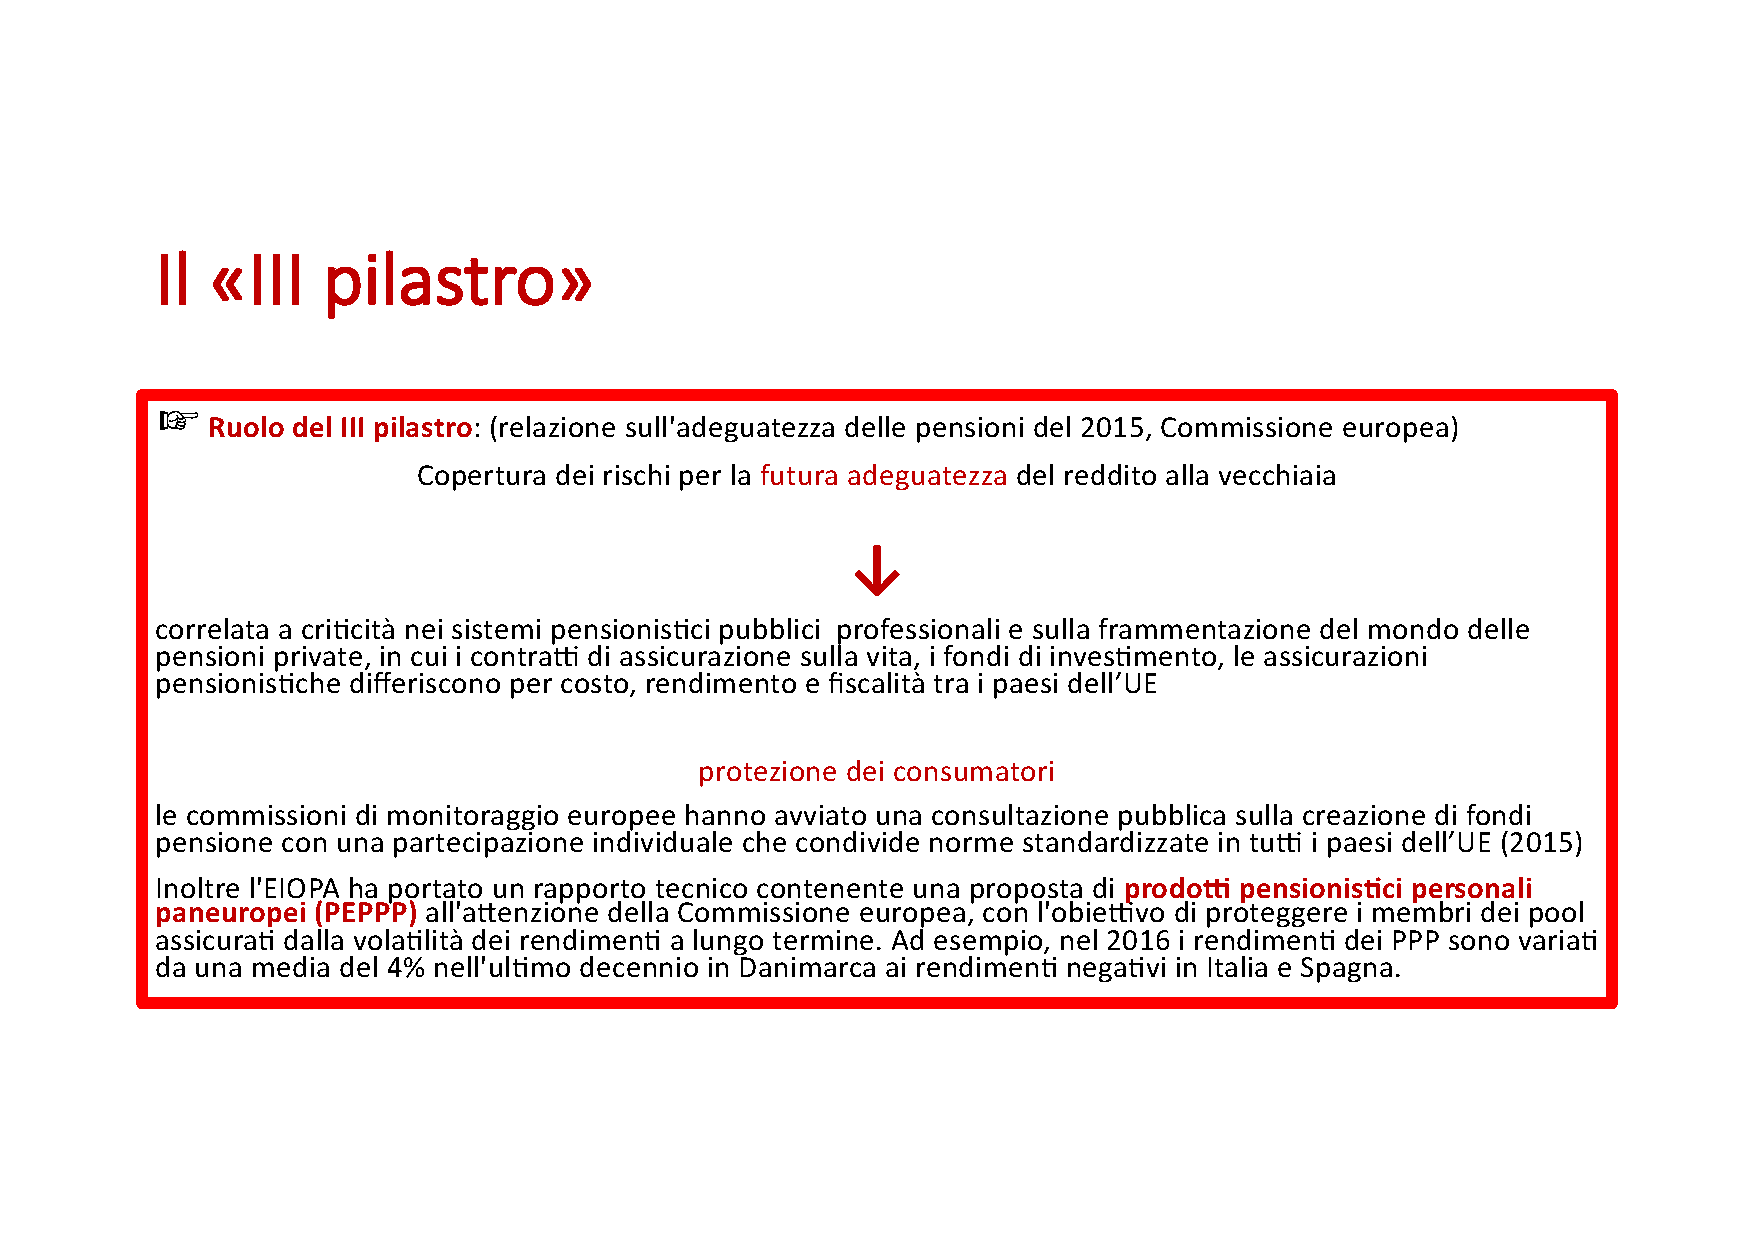 Il «III pilastro»
☞ Ruolo del III pilastro: (relazione sull'adeguatezza delle pensioni del 2015, Commissione europea)
Copertura dei rischi per la futura adeguatezza del reddito alla vecchiaia
↓
correlata a criticità nei sistemi pensionistici pubblici  professionali e sulla frammentazione del mondo delle
pensioni private, in cui i contratti di assicurazione sulla vita, i fondi di investimento, le assicurazioni
pensionistiche differiscono per costo, rendimento e fiscalità tra i paesi dell’UE
protezione dei consumatori
le commissioni di monitoraggio europee hanno avviato una consultazione pubblica sulla creazione di fondi
pensione con una partecipazione individuale che condivide norme standardizzate in tutti i paesi dell’UE (2015)
Inoltre l'EIOPA ha portato un rapporto tecnico contenente una proposta di prodotti pensionistici personali
paneuropei (PEPPP) all'attenzione della Commissione europea, con l'obiettivo di proteggere i membri dei pool
assicurati dalla volatilità dei rendimenti a lungo termine. Ad esempio, nel 2016 i rendimenti dei PPP sono variati
da una media del 4% nell'ultimo decennio in Danimarca ai rendimenti negativi in Italia e Spagna.